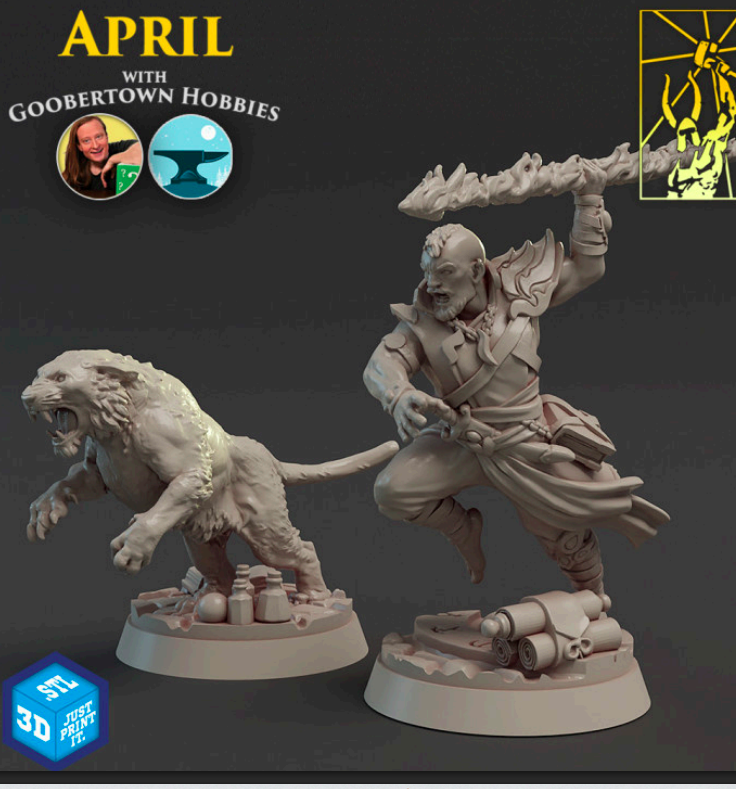 APRIL
WITH
GOOBERTOWN HOBBIES
? ?
?
.STL
3D
JUST
PRINT
IT.